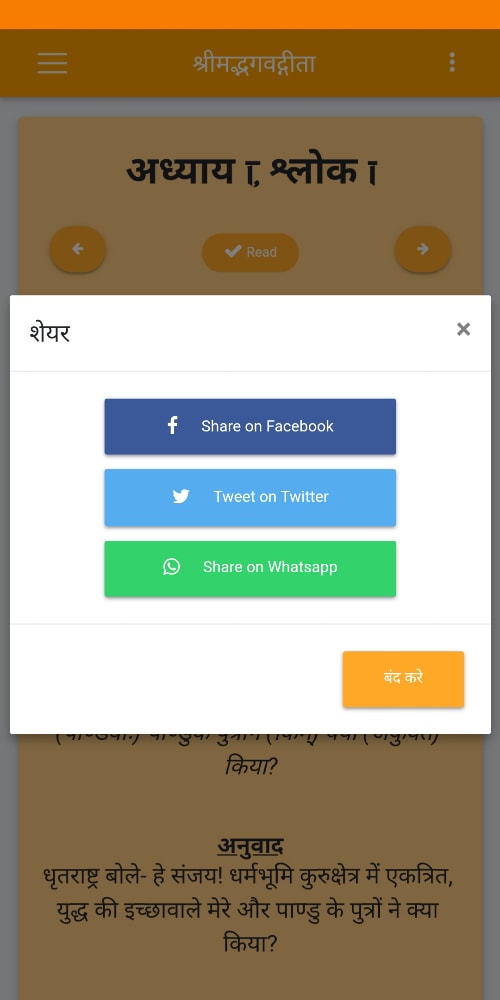 श्रीमद्भगवद्गीता
अध्याय १, श्लोक १
Read
शेयर
×
Share on Facebook
Tweet on Twitter
Share on Whatsapp
बंद करे
किया?
अनुवाद
धृतराष्ट्र बोले- हे संजय! धर्मभूमि कुरुक्षेत्र में एकत्रित,
युद्ध की इच्छावाले मेरे और पाण्डु के पुत्रों ने क्या
किया?